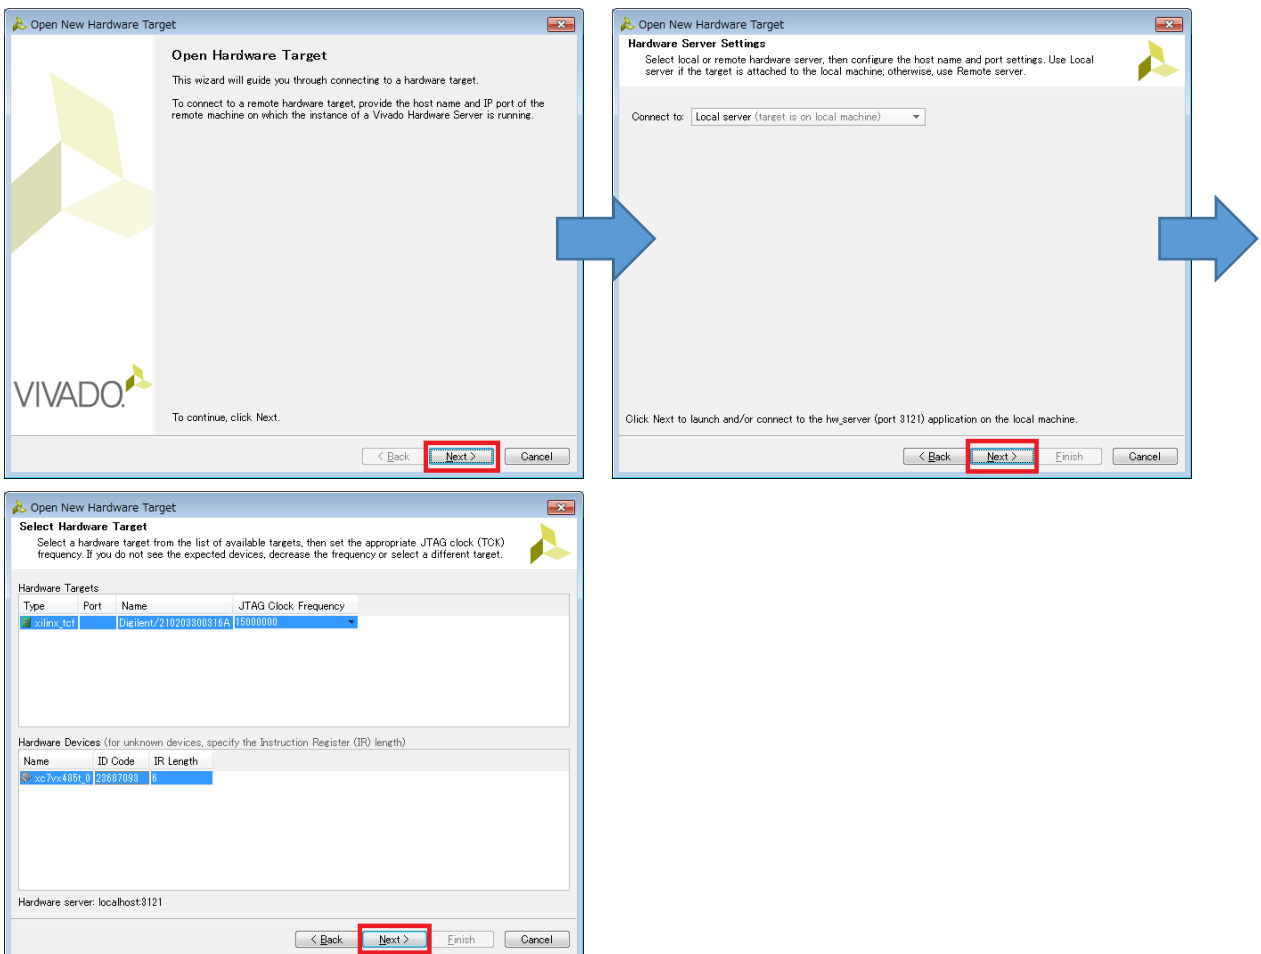 Open New Hardware Target
Open Hardware Target
This wizard will guide you through connecting to a hardware target.
To connect to a remote hardware target, provide the host name and IP port of the
remote machine on which the instance of a Vivado Hardware Server is running.
VIVADO.
To continue, click Next.
< Back
Next >
Cancel
Open New Hardware Target
Hardware Server Settings
Select local or remote hardware server, then configure the host name and port settings. Use Local
server if the target is attached to the local machine; otherwise, use Remote server.
Connect to: Local server (target is on local machine)
Click Next to launch and/or connect to the hw_server (port 3121) application on the local machine.
< Back
Next >
Finish
Cancel
Open New Hardware Target
Select Hardware Target
Select a hardware target from the list of available targets, then set the appropriate JTAG clock (TCK)
frequency. If you do not see the expected devices, decrease the frequency or select a different target.
Hardware Targets
Type Port Name JTAG Clock Frequency
xilinx_tcf Digilent/210203300316A 15000000
Hardware Devices (for unknown devices, specify the Instruction Register (IR) length)
Name ID Code IR Length
xc7vx485t_0 23687093 6
Hardware server: localhost:3121
< Back
Next >
Finish
Cancel